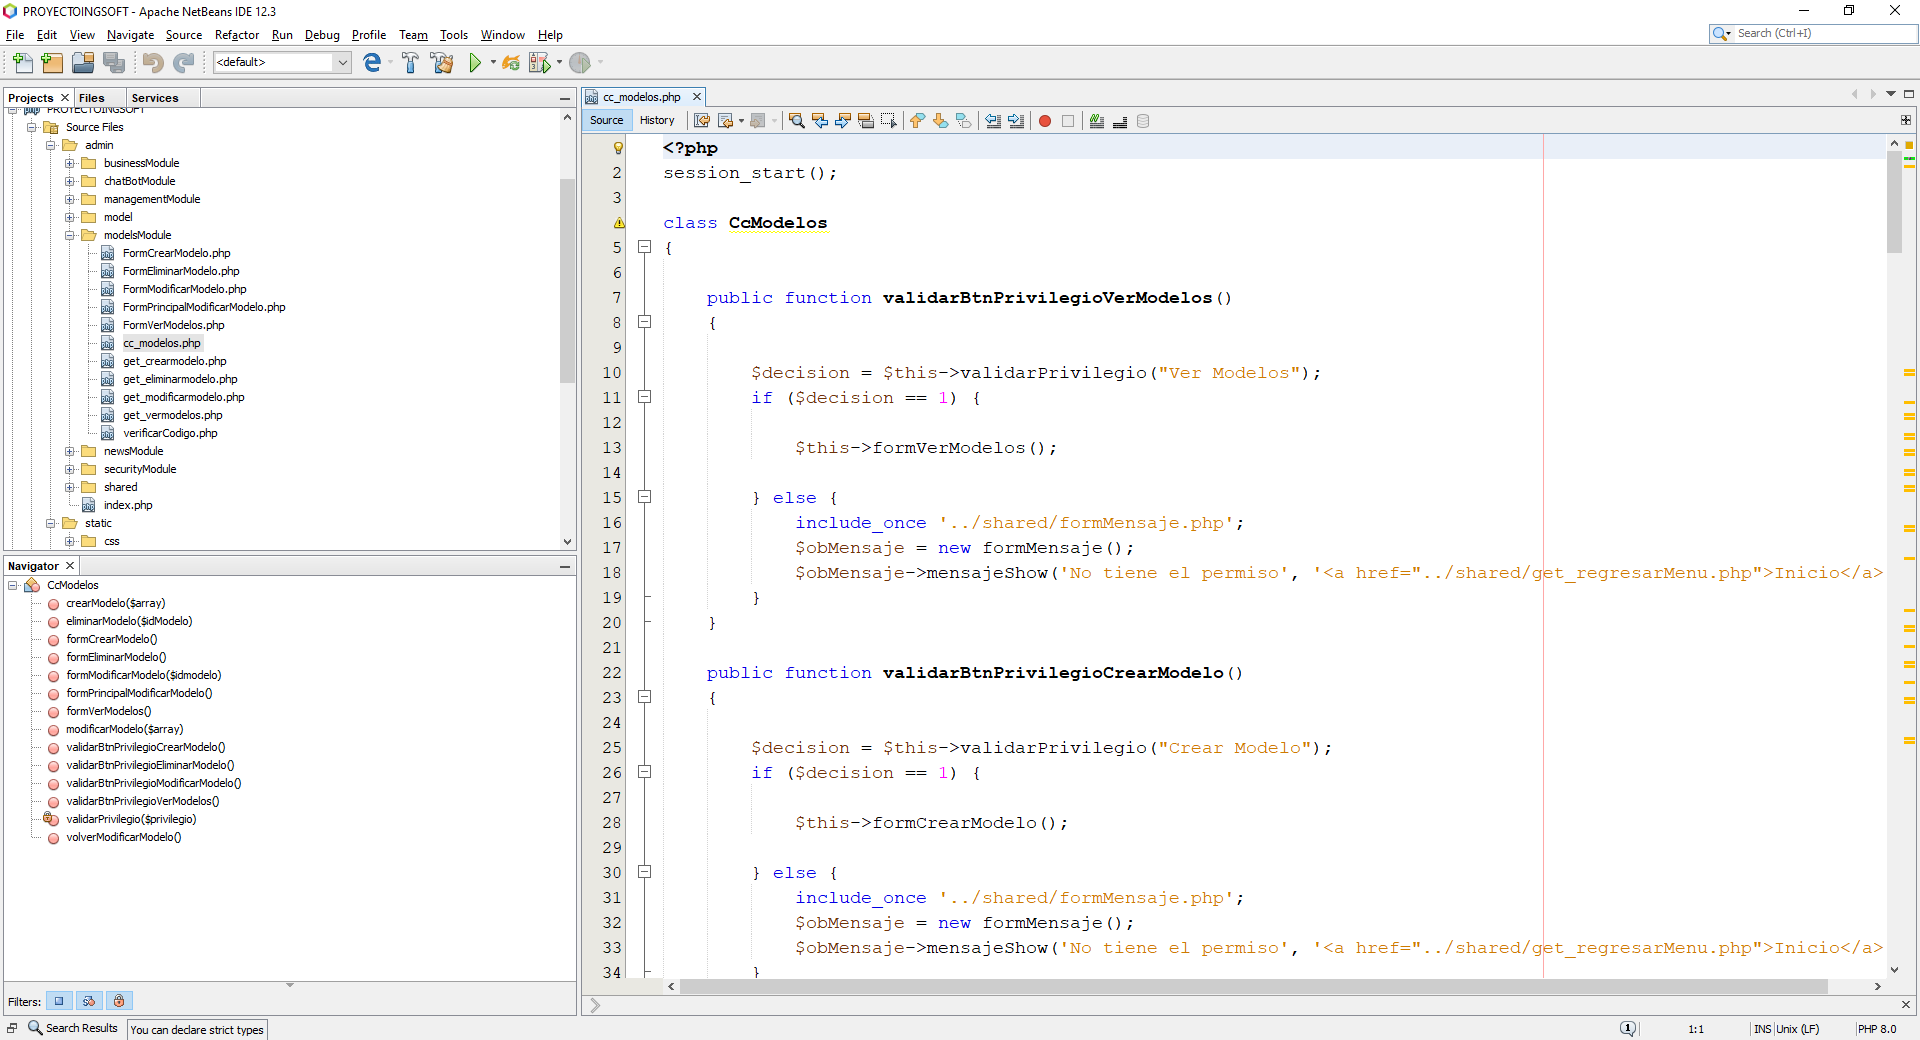 PROYECTOINGSOFT - Apache NetBeans IDE 12.3
File Edit View Navigate Source Refactor Run Debug Profile Team Tools Window Help
Search (Ctrl+I)
<default>
Projects Files Services
PROYECTOINGSOFT
Source Files
admin
businessModule
chatBotModule
managementModule
model
modelsModule
FormCrearModelo.php
FormEliminarModelo.php
FormModificarModelo.php
FormPrincipalModificarModelo.php
FormVerModelos.php
cc_modelos.php
get_crearmodelo.php
get_eliminarmodelo.php
get_modificarmodelo.php
get_vermodelos.php
verificarCodigo.php
newsModule
securityModule
shared
index.php
static
css
Navigator
CcModelos
crearModelo($array)
eliminarModelo($idModelo)
formCrearModelo()
formEliminarModelo()
formModificarModelo($idmodelo)
formPrincipalModificarModelo()
formVerModelos()
modificarModelo($array)
validarBtnPrivilegioCrearModelo()
validarBtnPrivilegioEliminarModelo()
validarBtnPrivilegioModificarModelo()
validarBtnPrivilegioVerModelos()
validarPrivilegio($privilegio)
volverModificarModelo()
Filters:
cc_modelos.php
Source History
<?php
2 session_start();
3
class CcModelos
5 {
6
7 public function validarBtnPrivilegioVerModelos()
8 {
9
10 $decision = $this->validarPrivilegio("Ver Modelos");
11 if ($decision == 1) {
12
13 $this->formVerModelos();
14
15 } else {
16 include_once '../shared/formMensaje.php';
17 $obMensaje = new formMensaje();
18 $obMensaje->mensajeShow('No tiene el permiso', '<a href="../shared/get_regresarMenu.php">Inicio</a>
19 }
20 }
21
22 public function validarBtnPrivilegioCrearModelo()
23 {
24
25 $decision = $this->validarPrivilegio("Crear Modelo");
26 if ($decision == 1) {
27
28 $this->formCrearModelo();
29
30 } else {
31 include_once '../shared/formMensaje.php';
32 $obMensaje = new formMensaje();
33 $obMensaje->mensajeShow('No tiene el permiso', '<a href="../shared/get_regresarMenu.php">Inicio</a>
34 }
Search Results You can declare strict types
1 1:1 INS Unix (LF) PHP 8.0